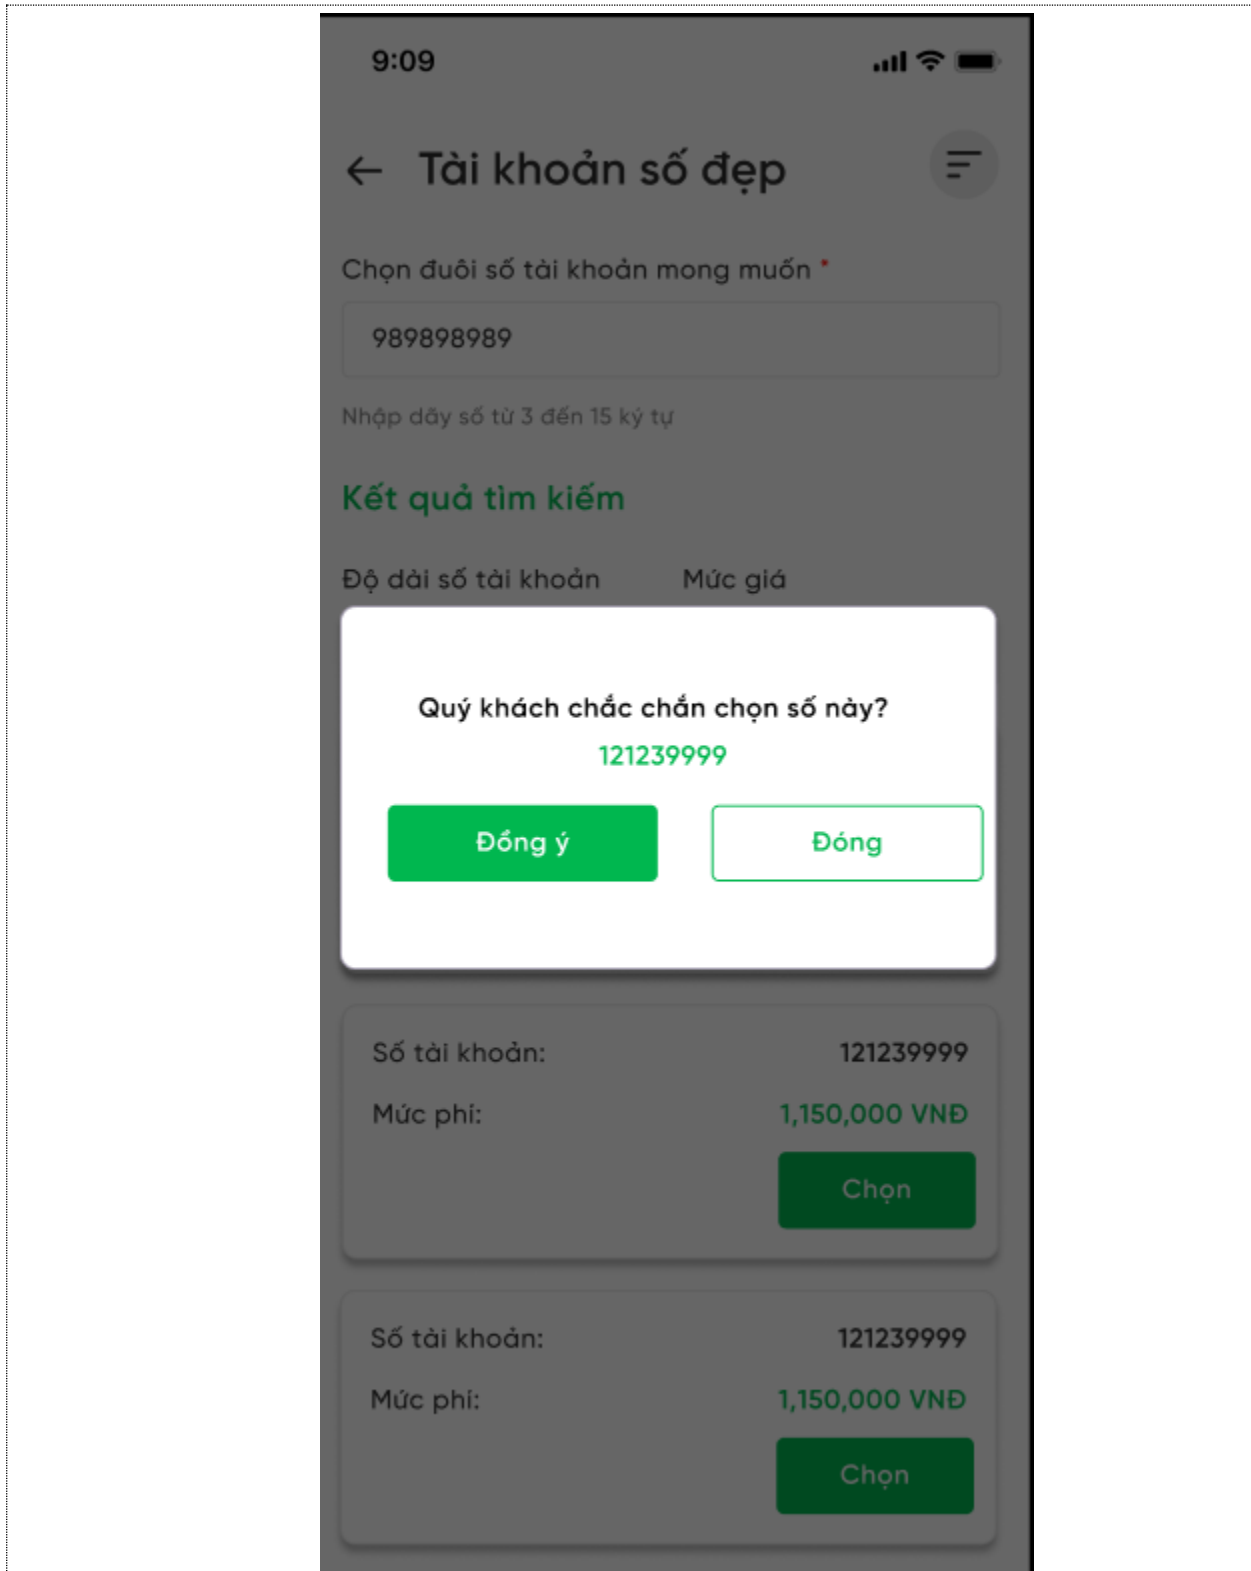 9:09
Tài khoản số đẹp
Chọn đuôi số tài khoản mong muốn *
989898989
Nhập dãy số từ 3 đến 15 ký tự
Kết quả tìm kiếm
Độ dài số tài khoản Mức giá
Quý khách chắc chắn chọn số này?
121239999
Đồng ý Đóng
Số tài khoản: 121239999
Mức phí: 1,150,000 VNĐ
Chọn
Số tài khoản: 121239999
Mức phí: 1,150,000 VNĐ
Chọn